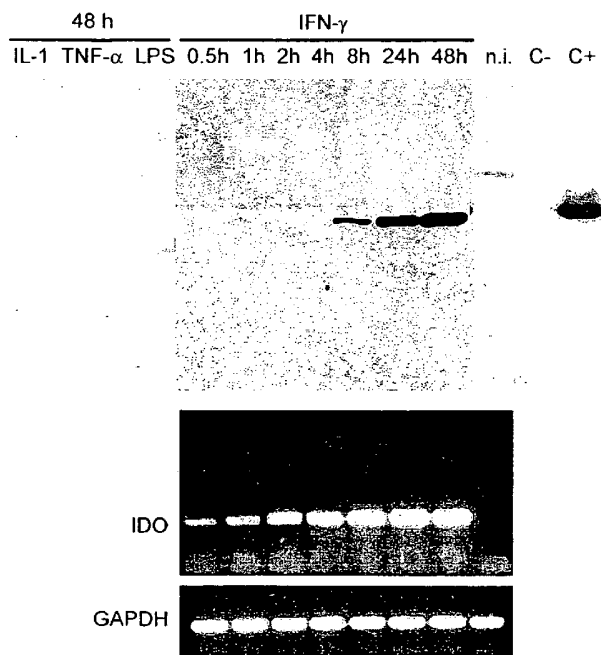 48 h IFN-γ
IL-1 TNF-α LPS 0.5h 1h 2h 4h 8h 24h 48h n.i. C- C+
IDO
GAPDH